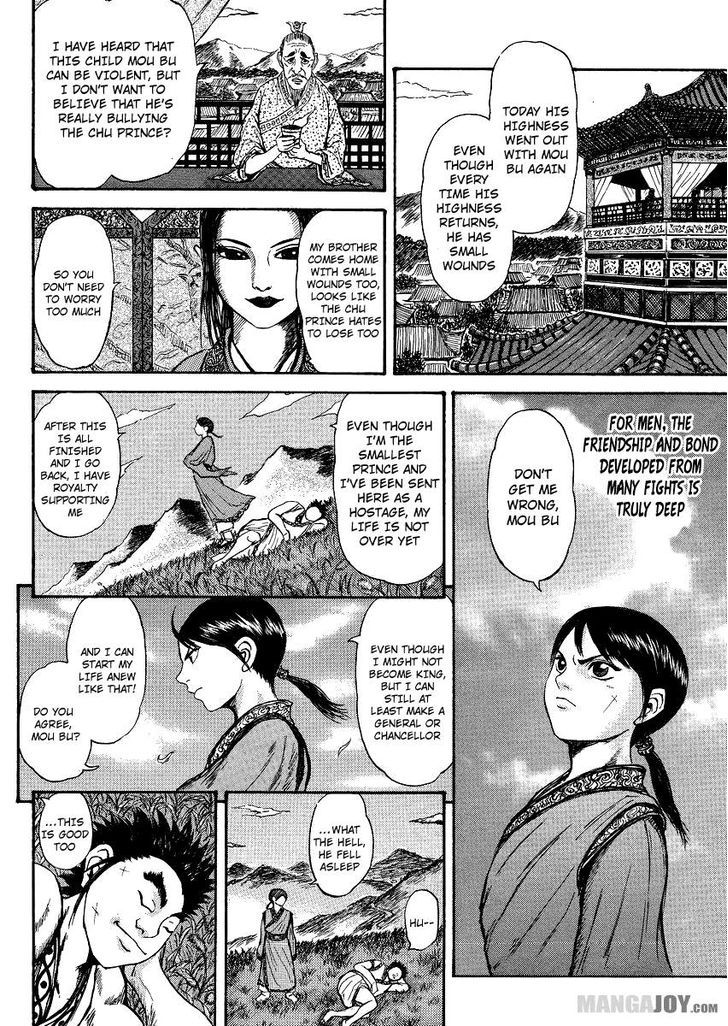 TODAY HIS
HIGHNESS
WENT OUT
WITH MOU
BU AGAIN
EVEN
THOUGH
EVERY
TIME HIS
HIGHNESS
RETURNS,
HE HAS
SMALL
WOUNDS
I HAVE HEARD THAT
THIS CHILD MOU BU
CAN BE VIOLENT, BUT
I DON'T WANT TO
BELIEVE THAT HE'S
REALLY BULLYING
THE CHU PRINCE?
MY BROTHER
COMES HOME
WITH SMALL
WOUNDS TOO,
LOOKS LIKE
THE CHU
PRINCE HATES
TO LOSE TOO
SO YOU
DON'T NEED
TO WORRY
TOO MUCH
FOR MEN, THE
FRIENDSHIP AND BOND
DEVELOPED FROM
MANY FIGHTS IS
TRULY DEEP
DON'T
GET ME
WRONG,
MOU BU
EVEN THOUGH
I'M THE
SMALLEST
PRINCE AND
I'VE BEEN SENT
HERE AS A
HOSTAGE, MY
LIFE IS NOT
OVER YET
AFTER THIS
IS ALL
FINISHED
AND I GO
BACK, I HAVE
ROYALTY
SUPPORTING
ME
EVEN THOUGH
I MIGHT NOT
BECOME KING,
BUT I CAN
STILL AT
LEAST MAKE A
GENERAL OR
CHANCELLOR
AND I CAN
START MY
LIFE ANEW
LIKE THAT!
DO YOU
AGREE,
MOU BU?
...WHAT
THE HELL,
HE FELL
ASLEEP
HU--
...THIS
IS GOOD
TOO
MANGAJOY.COM